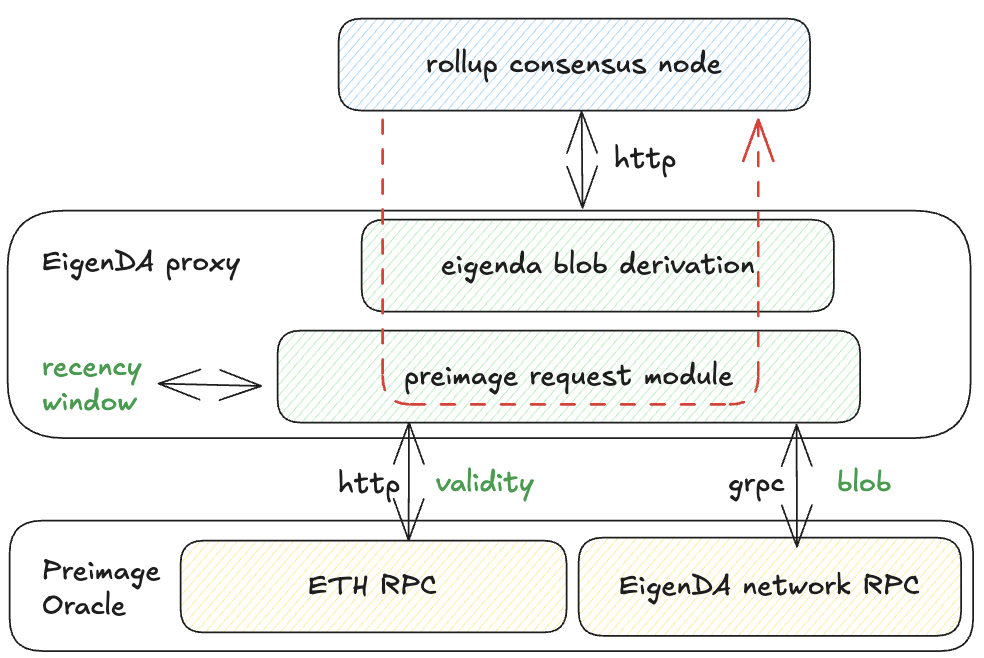 rollup consensus node
http
EigenDA proxy
eigenda blob derivation
recency
window
preimage request module
http
validity
grpc
blob
Preimage
Oracle
ETH RPC
EigenDA network RPC